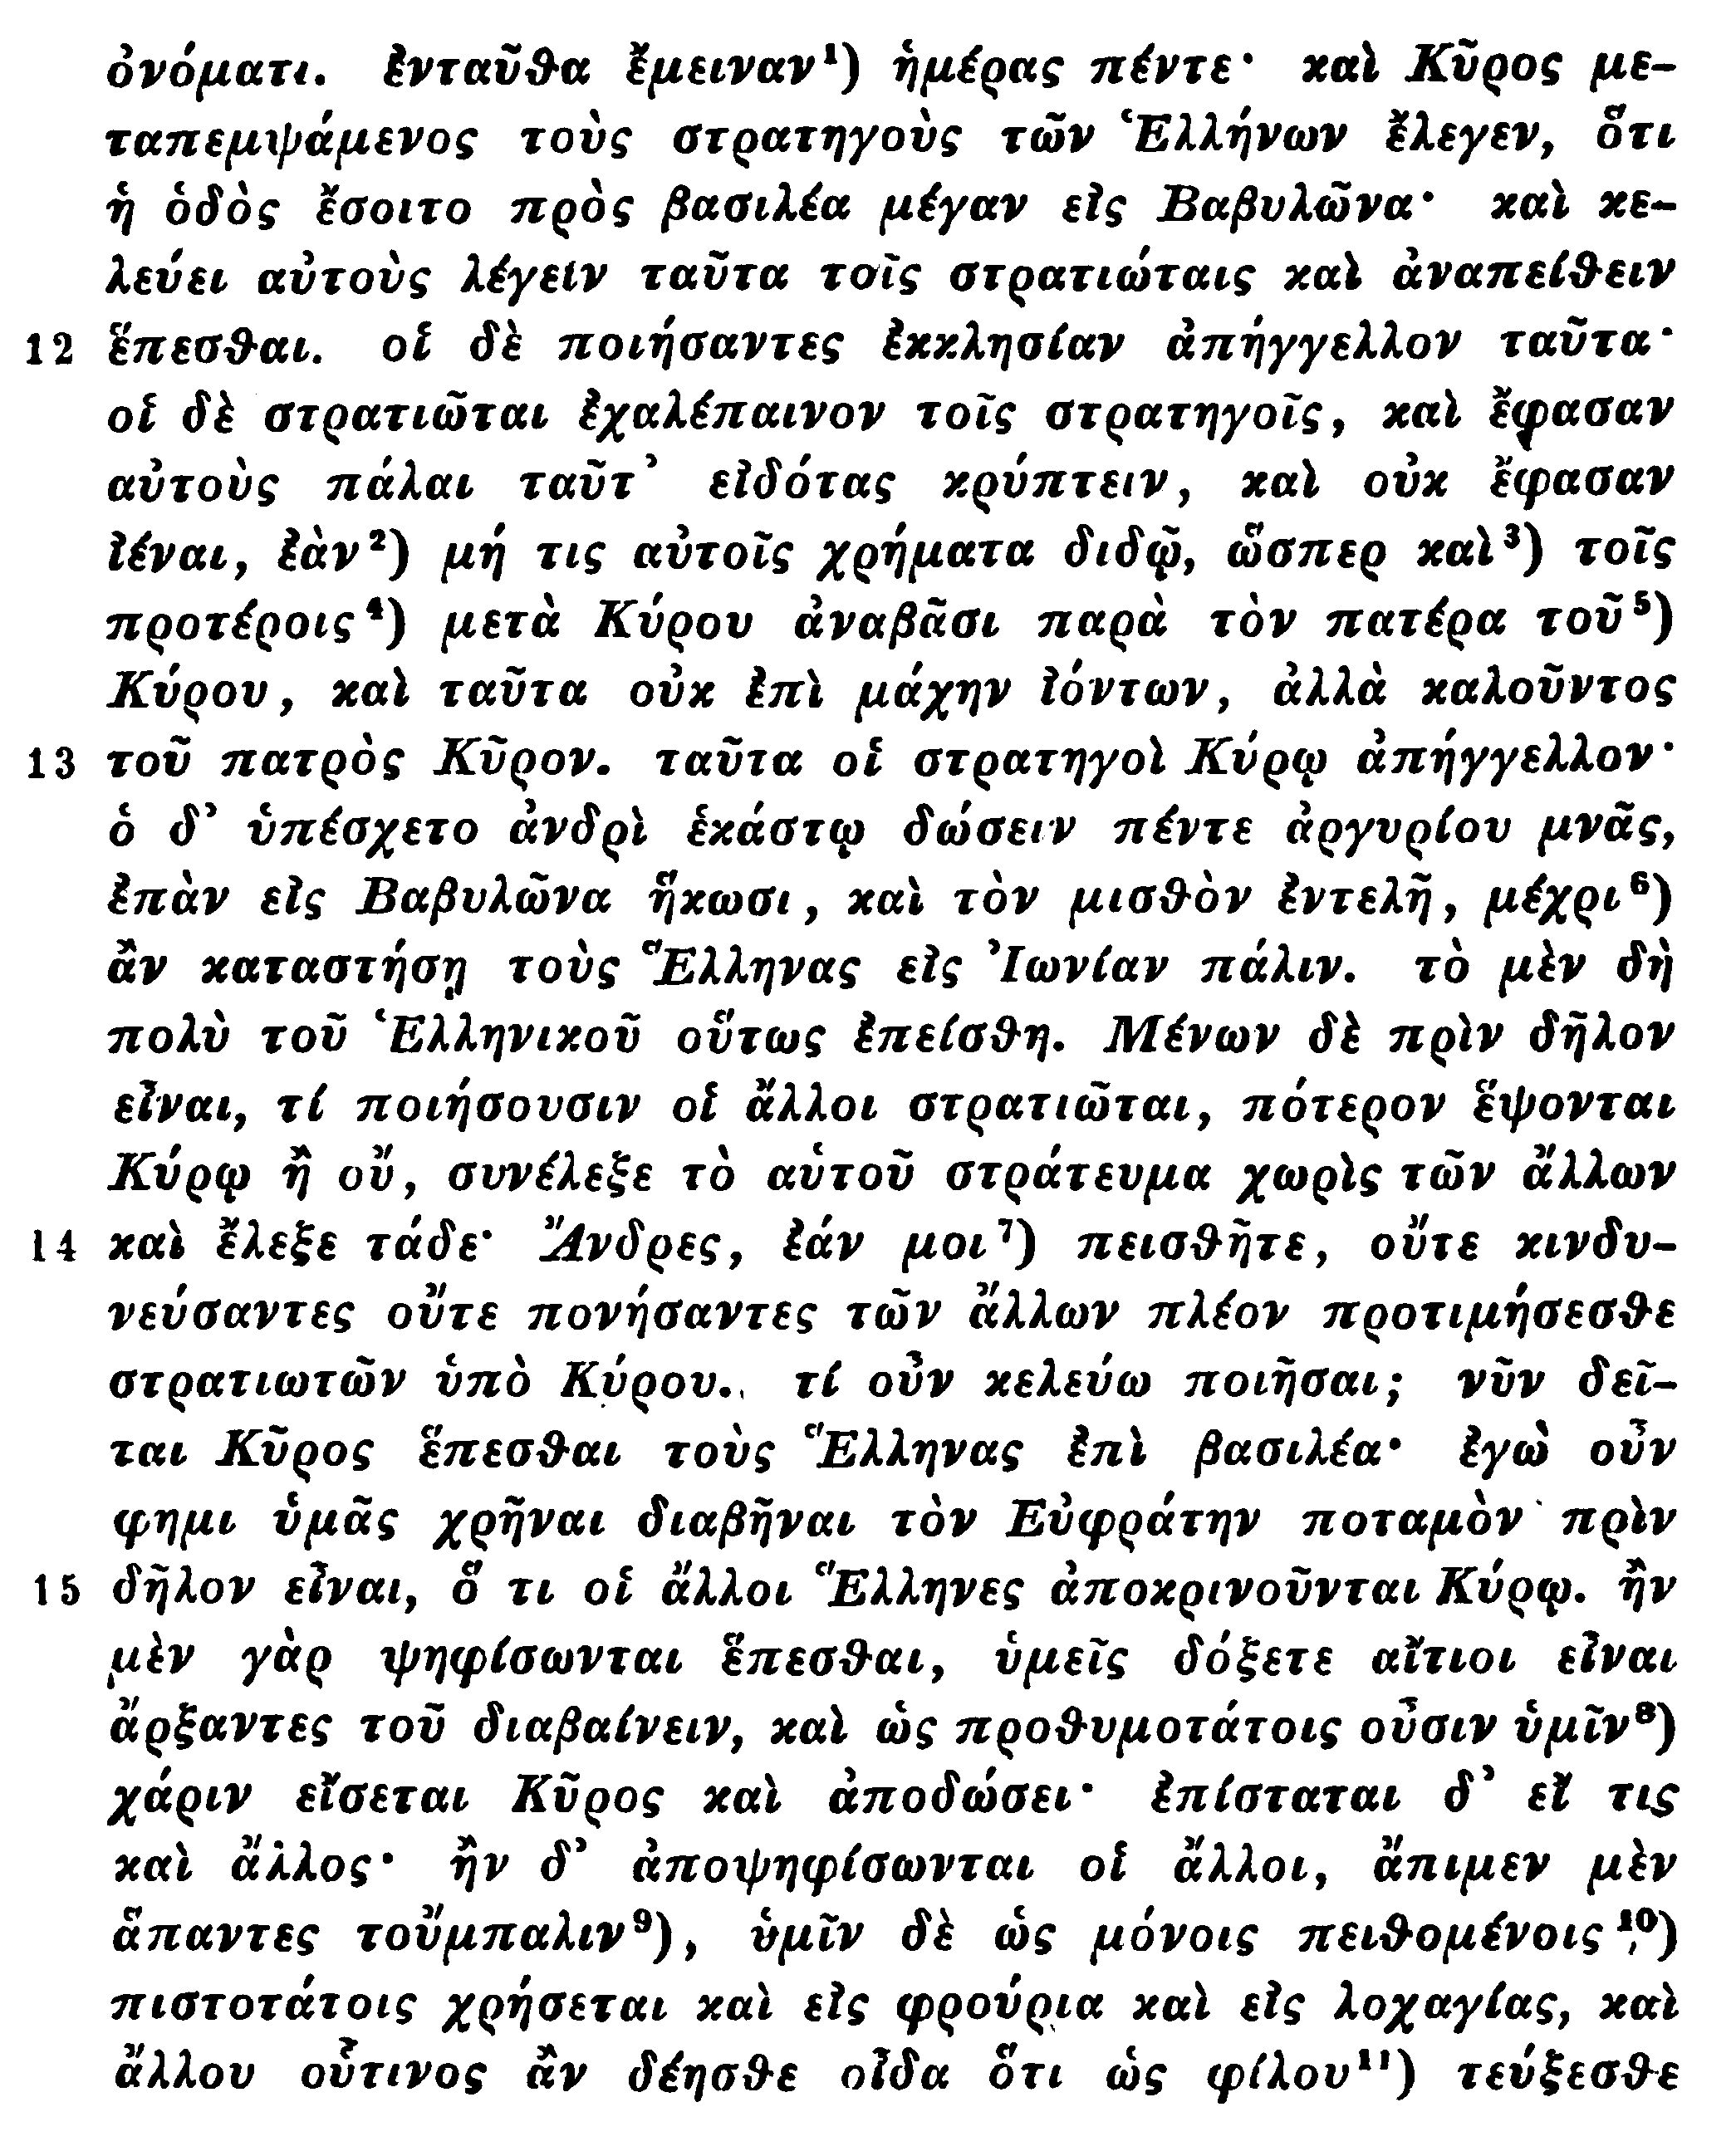 ὀνόματι. ἐνταῦϑα ἔμειναν¹) ἡμέρας πέντε· καὶ Κῦρος με-
ταπεμψάμενος τοὺς στρατηγοὺς τῶν Ἑλλήνων ἔλεγεν, ὅτι
ἡ ὁδὸς ἔσοιτο πρὸς βασιλέα μέγαν εἰς Βαβυλῶνα· καὶ κε-
λεύει αὐτοὺς λέγειν ταῦτα τοῖς στρατιώταις καὶ ἀναπείϑειν
12 ἕπεσϑαι. οἱ δὲ ποιήσαντες ἐκκλησίαν ἀπήγγελλον ταῦτα·
οἱ δὲ στρατιῶται ἐχαλέπαινον τοῖς στρατηγοῖς, καὶ ἔφασαν
αὐτοὺς πάλαι ταῦτ’ εἰδότας κρύπτειν, καὶ οὐκ ἔφασαν
ἰέναι, ἐὰν²) μή τις αὐτοῖς χρήματα διδῷ, ὥσπερ καὶ³) τοῖς
προτέροις⁴) μετὰ Κύρου ἀναβᾶσι παρὰ τὸν πατέρα τοῦ⁵)
Κύρου, καὶ ταῦτα οὐκ ἐπὶ μάχην ἰόντων, ἀλλὰ καλοῦντος
13 τοῦ πατρὸς Κῦρον. ταῦτα οἱ στρατηγοὶ Κύρῳ ἀπήγγελλον·
ὁ δ’ ὑπέσχετο ἀνδρὶ ἑκάστῳ δώσειν πέντε ἀργυρίου μνᾶς,
ἐπὰν εἰς Βαβυλῶνα ἥκωσι, καὶ τὸν μισϑὸν ἐντελῆ, μέχρι⁶)
ἂν καταστήσῃ τοὺς Ἕλληνας εἰς Ἰωνίαν πάλιν. τὸ μὲν δὴ
πολὺ τοῦ Ἑλληνικοῦ οὕτως ἐπείσϑη. Μένων δὲ πρὶν δῆλον
εἶναι, τί ποιήσουσιν οἱ ἄλλοι στρατιῶται, πότερον ἕψονται
Κύρῳ ἢ οὔ, συνέλεξε τὸ αὑτοῦ στράτευμα χωρὶς τῶν ἄλλων
14 καὶ ἔλεξε τάδε· Ἄνδρες, ἐάν μοι⁷) πεισϑῆτε, οὔτε κινδυ-
νεύσαντες οὔτε πονήσαντες τῶν ἄλλων πλέον προτιμήσεσϑε
στρατιωτῶν ὑπὸ Κύρου. τί οὖν κελεύω ποιῆσαι; νῦν δεῖ-
ται Κῦρος ἕπεσϑαι τοὺς Ἕλληνας ἐπὶ βασιλέα· ἐγὼ οὖν
φημι ὑμᾶς χρῆναι διαβῆναι τὸν Εὐφράτην ποταμὸν πρὶν
15 δῆλον εἶναι, ὅ τι οἱ ἄλλοι Ἕλληνες ἀποκρινοῦνται Κύρῳ. ἢν
μὲν γὰρ ψηφίσωνται ἕπεσϑαι, ὑμεῖς δόξετε αἴτιοι εἶναι
ἄρξαντες τοῦ διαβαίνειν, καὶ ὡς προϑυμοτάτοις οὖσιν ὑμῖν⁸)
χάριν εἴσεται Κῦρος καὶ ἀποδώσει· ἐπίσταται δ’ εἴ τις
καὶ ἄλλος· ἢν δ’ ἀποψηφίσωνται οἱ ἄλλοι, ἄπιμεν μὲν
ἅπαντες τοὔμπαλιν⁹), ὑμῖν δὲ ὡς μόνοις πειϑομένοις¹⁰)
πιστοτάτοις χρήσεται καὶ εἰς φρούρια καὶ εἰς λοχαγίας, καὶ
ἄλλου οὗτινος ἂν δέησϑε οἶδα ὅτι ὡς φίλου¹¹) τεύξεσϑε